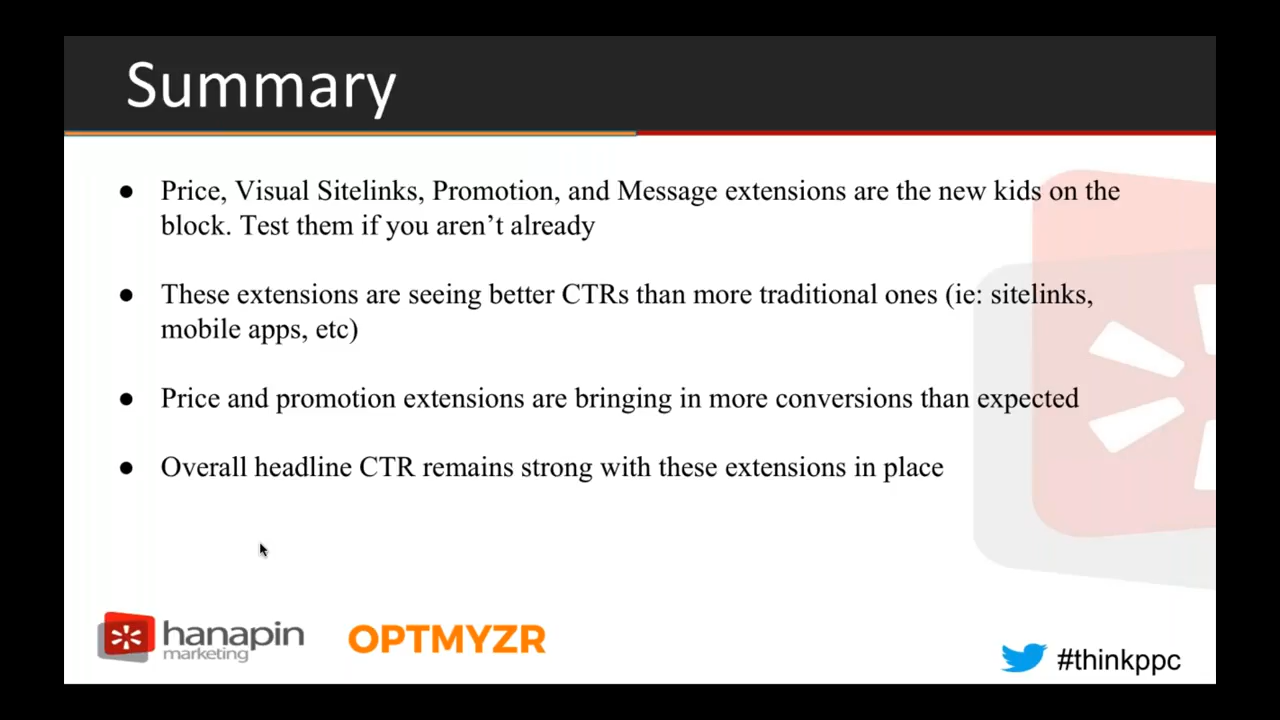 Summary
● Price, Visual Sitelinks, Promotion, and Message extensions are the new kids on the
block. Test them if you aren’t already
● These extensions are seeing better CTRs than more traditional ones (ie: sitelinks,
mobile apps, etc)
● Price and promotion extensions are bringing in more conversions than expected
● Overall headline CTR remains strong with these extensions in place
hanapin
marketing
OPTMYZR
#thinkppc